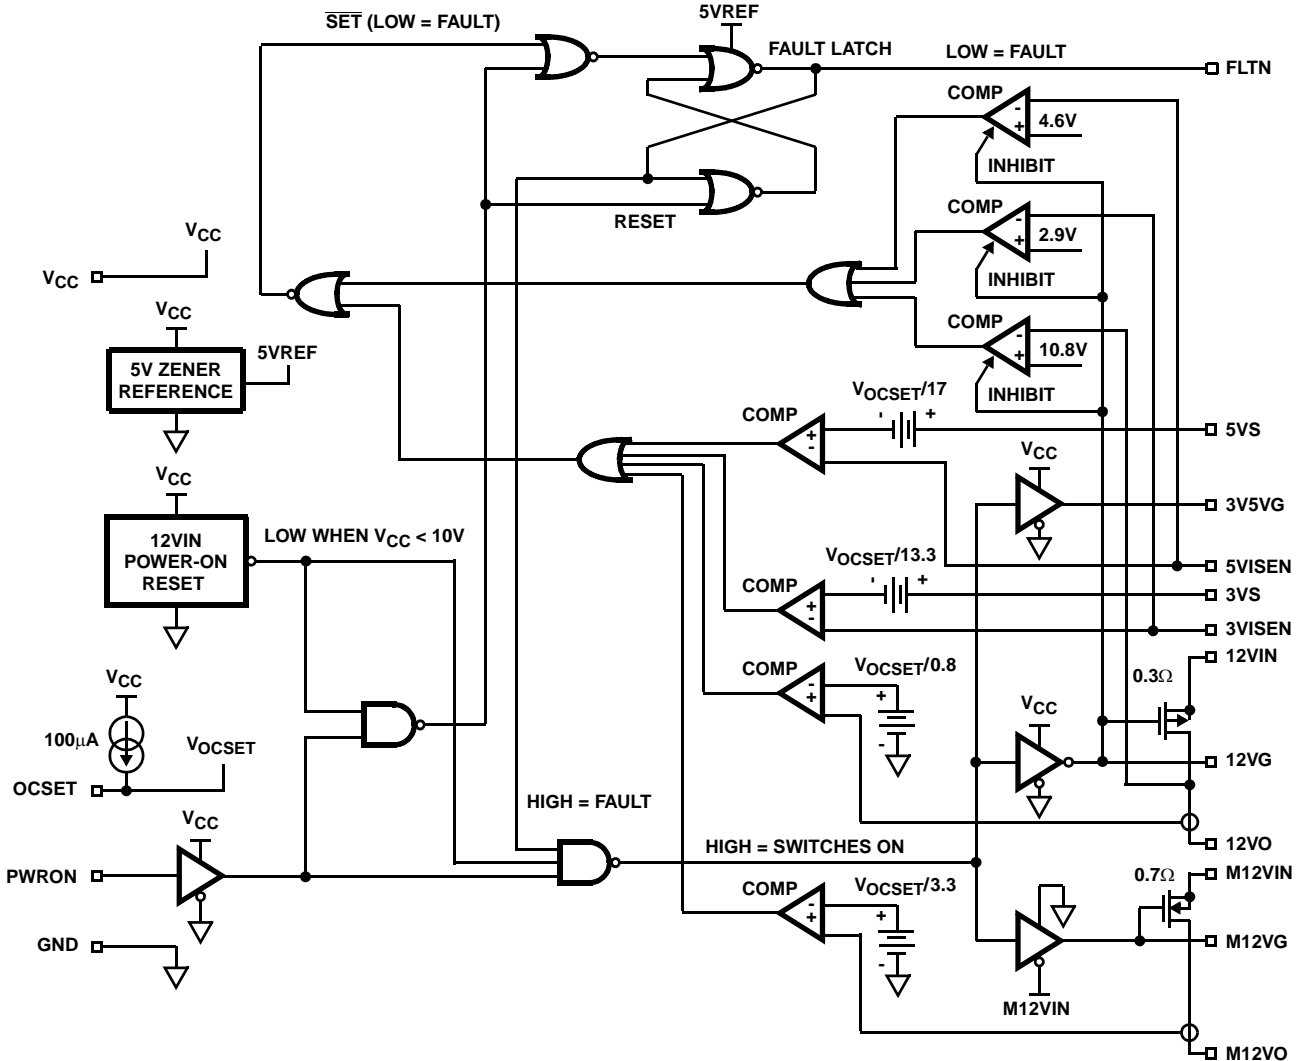 SET (LOW = FAULT)
5VREF
FAULT LATCH
LOW = FAULT
FLTN
COMP
-
+
4.6V
INHIBIT
COMP
-
+
2.9V
INHIBIT
RESET
VCC
VCC
COMP
-
+
10.8V
INHIBIT
VCC
5VREF
5V ZENER
REFERENCE
VOCSET/17
- +
COMP
+
-
5VS
VCC
3V5VG
VCC
12VIN
POWER-ON
RESET
LOW WHEN VCC < 10V
VOCSET/13.3
- +
COMP
+
-
5VISEN
3VS
3VISEN
12VIN
0.3Ω
VOCSET/0.8
COMP
-
+
+
-
VCC
12VG
VCC
100μA
VOCSET
OCSET
HIGH = FAULT
12VO
VCC
PWRON
HIGH = SWITCHES ON
M12VIN
0.7Ω
VOCSET/3.3
COMP
-
+
+
-
GND
M12VG
M12VIN
M12VO